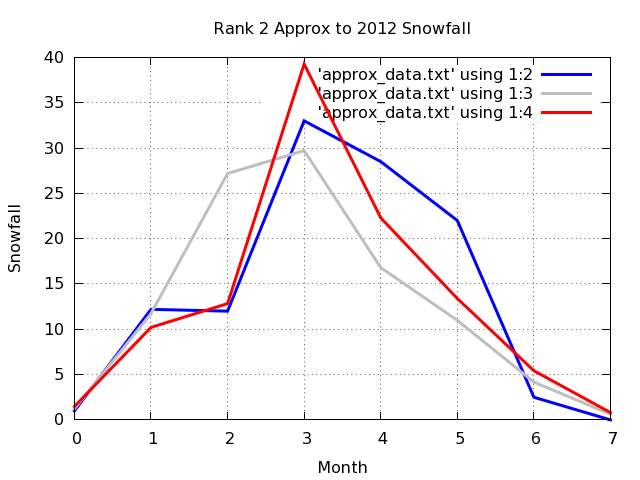 Rank 2 Approx to 2012 Snowfall
40
35
30
25
20
15
10
5
0
Snowfall
'approx_data.txt' using 1:2
'approx_data.txt' using 1:3
'approx_data.txt' using 1:4
0 1 2 3 4 5 6 7
Month